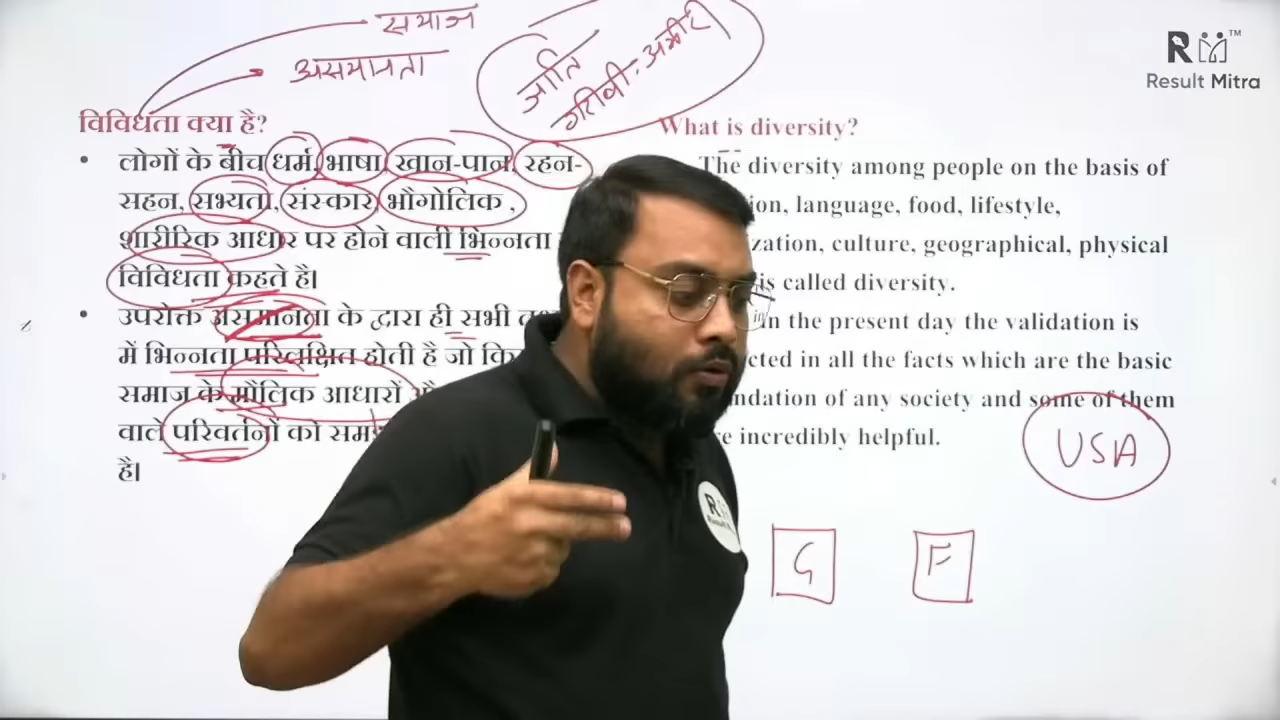 समाज
असमानता
जाति
गरीबी - अमीरी
R TM
Result Mitra
विविधता क्या है?
• लोगों के बीच धर्म, भाषा, खान-पान, रहन-
सहन, सभ्यता, संस्कार, भौगोलिक ,
शारीरिक आधार पर होने वाली भिन्नता
विविधता कहते है।
• उपरोक्त असमानता के द्वारा ही सभी
में भिन्नता परिलक्षित होती है जो
समाज के मौलिक आधारों
वाले परिवर्तनों को
है।
What is diversity?
The diversity among people on the basis of
language, food, lifestyle,
culture, geographical, physical
is called diversity.
in the present day the validation is
in all the facts which are the basic
of any society and some of them
incredibly helpful.
USA
G F
Result Mitra